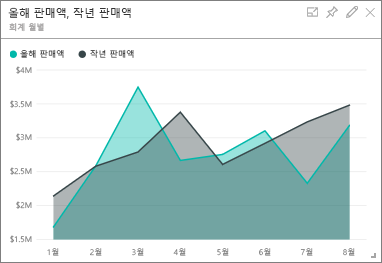 올해 판매액, 작년 판매액
회계 월별
올해 판매액 작년 판매액
$4M
$3.5M
$3M
$2.5M
$2M
$1.5M
1월 2월 3월 4월 5월 6월 7월 8월